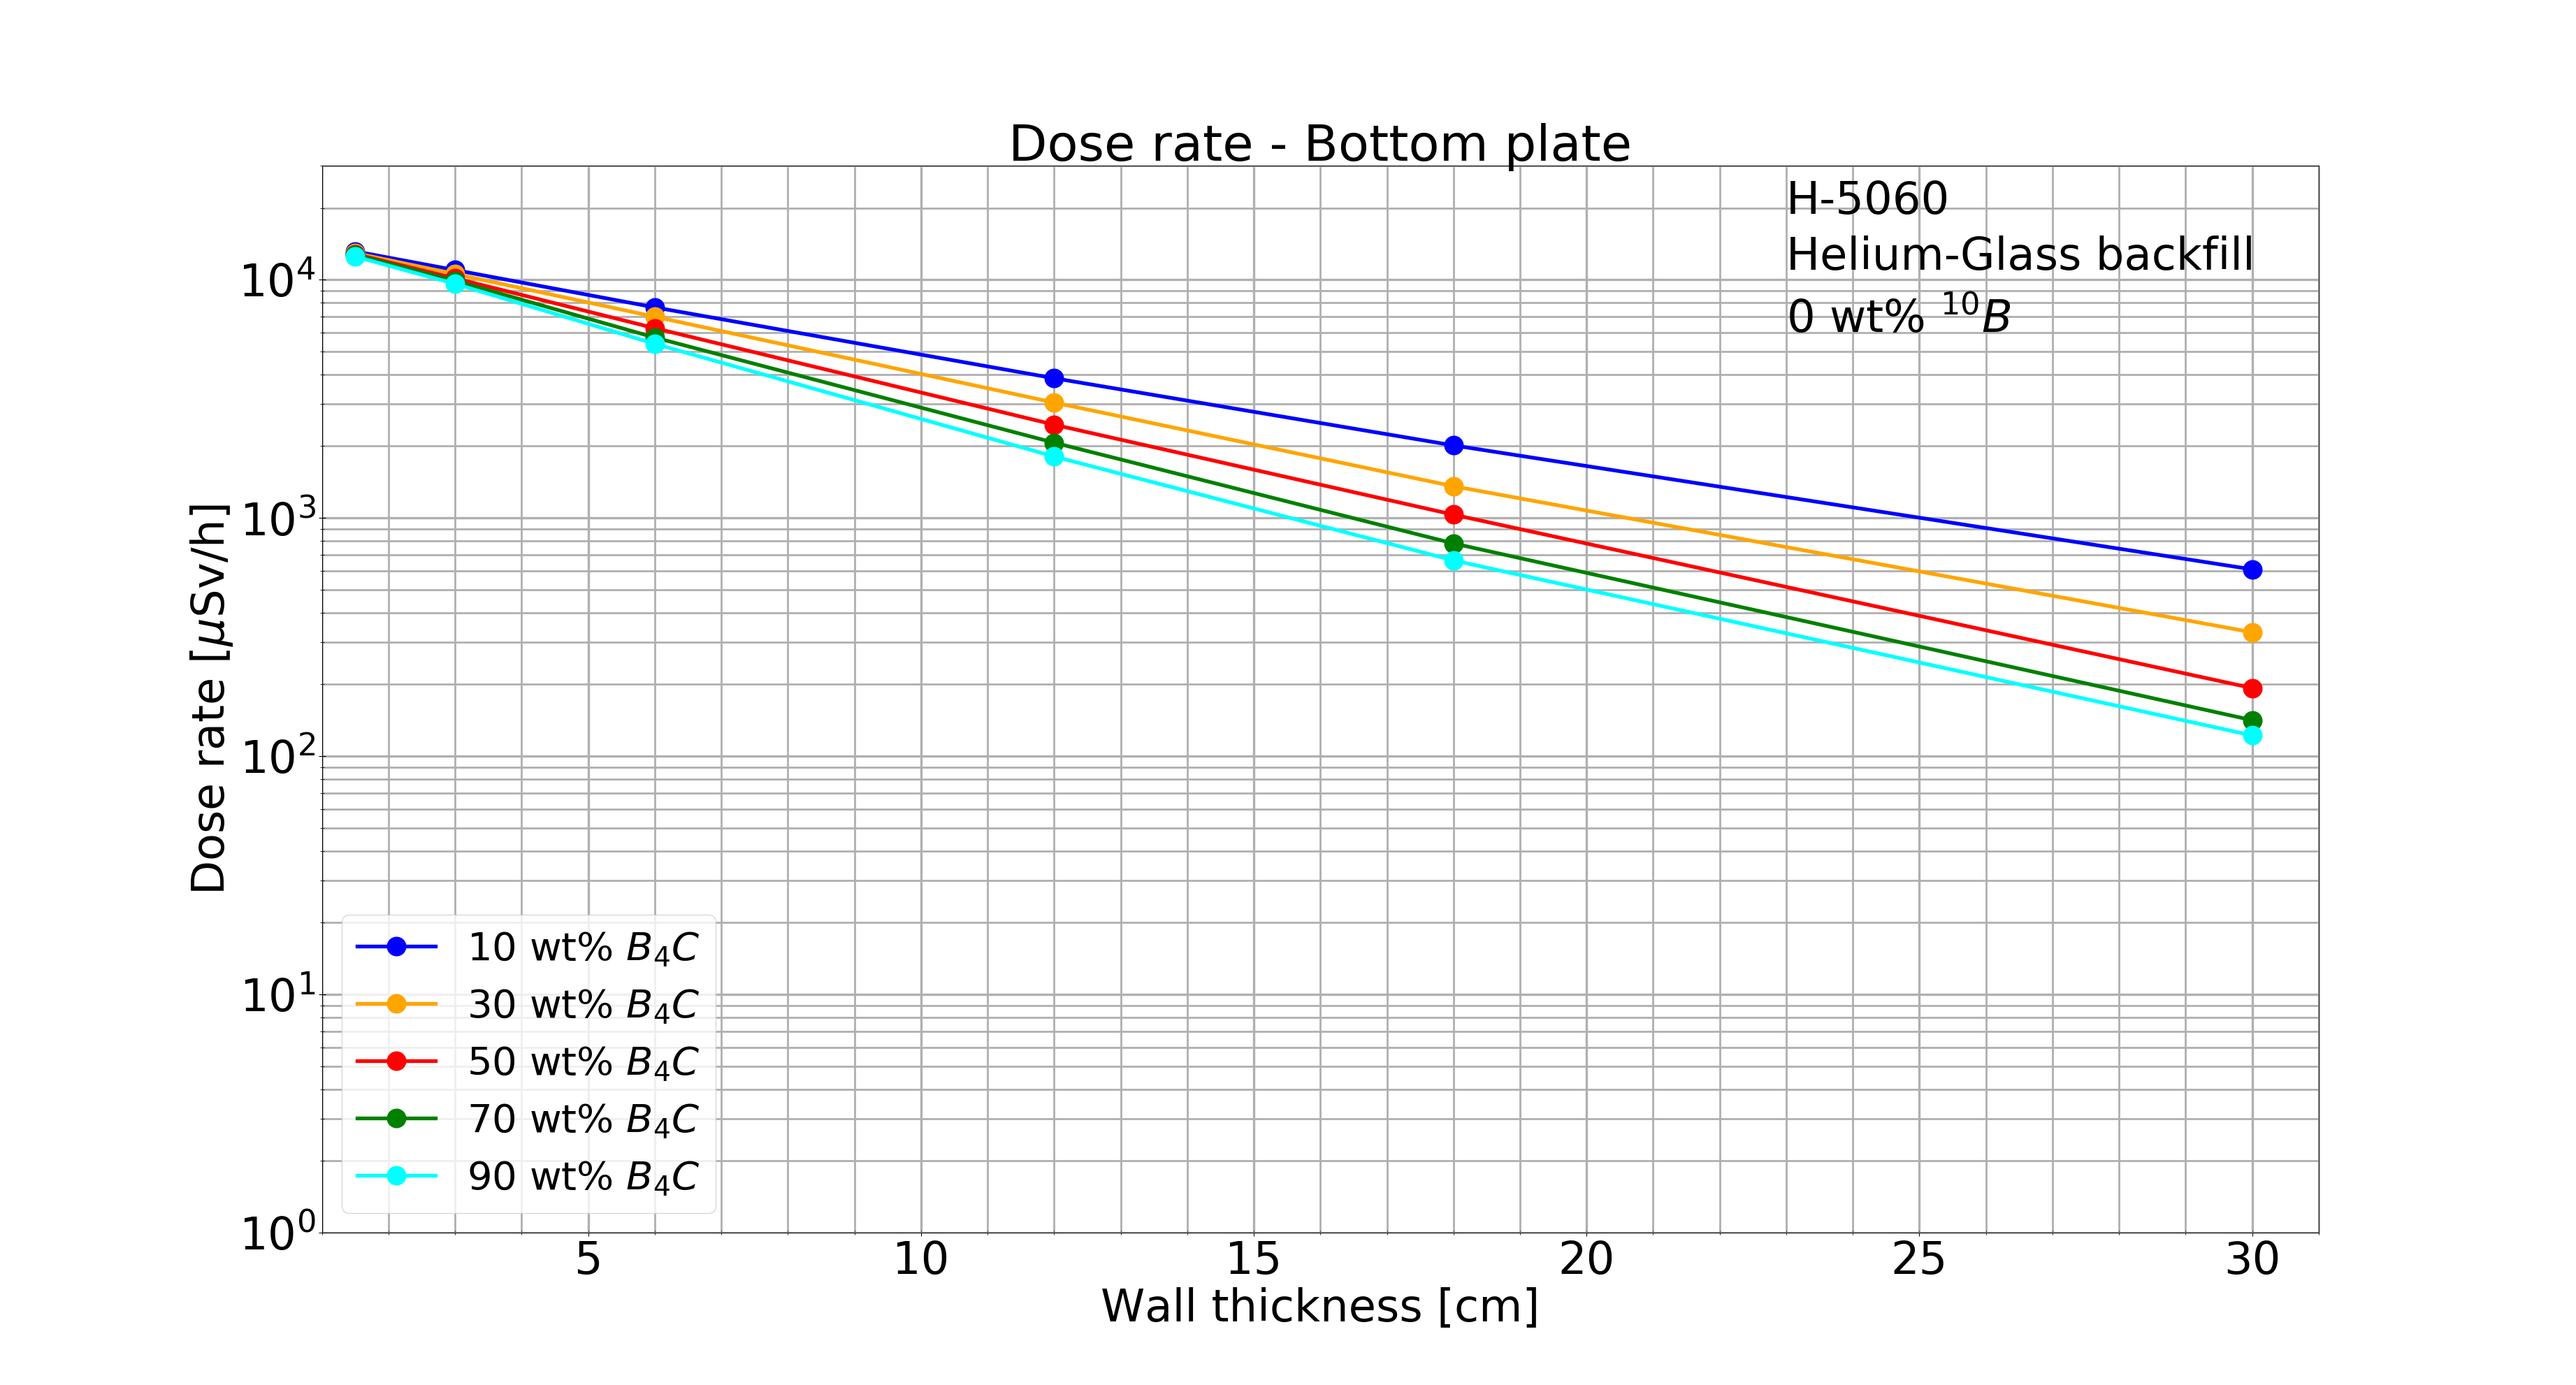 Dose rate - Bottom plate
H-5060
Helium-Glass backfill
0 wt% ¹⁰B
Dose rate [μSv/h]
10⁴
10³
10²
10¹
10⁰
10 wt% B₄C
30 wt% B₄C
50 wt% B₄C
70 wt% B₄C
90 wt% B₄C
5 10 15 20 25 30
Wall thickness [cm]